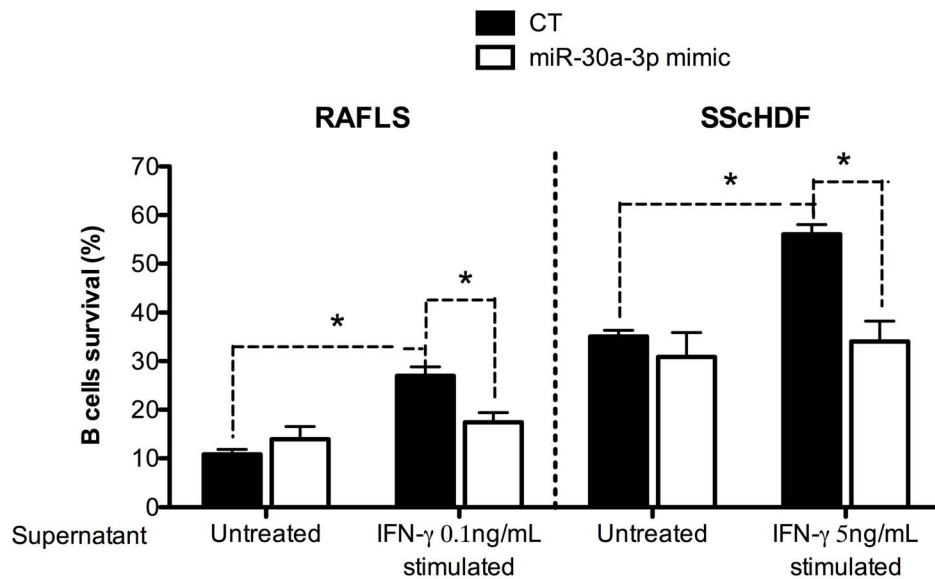 CT
miR-30a-3p mimic
RAFLS
SScHDF
B cells survival (%)
70
60
50
40
30
20
10
0
*
*
*
*
Supernatant
Untreated
IFN-γ 0.1ng/mL
stimulated
Untreated
IFN-γ 5ng/mL
stimulated